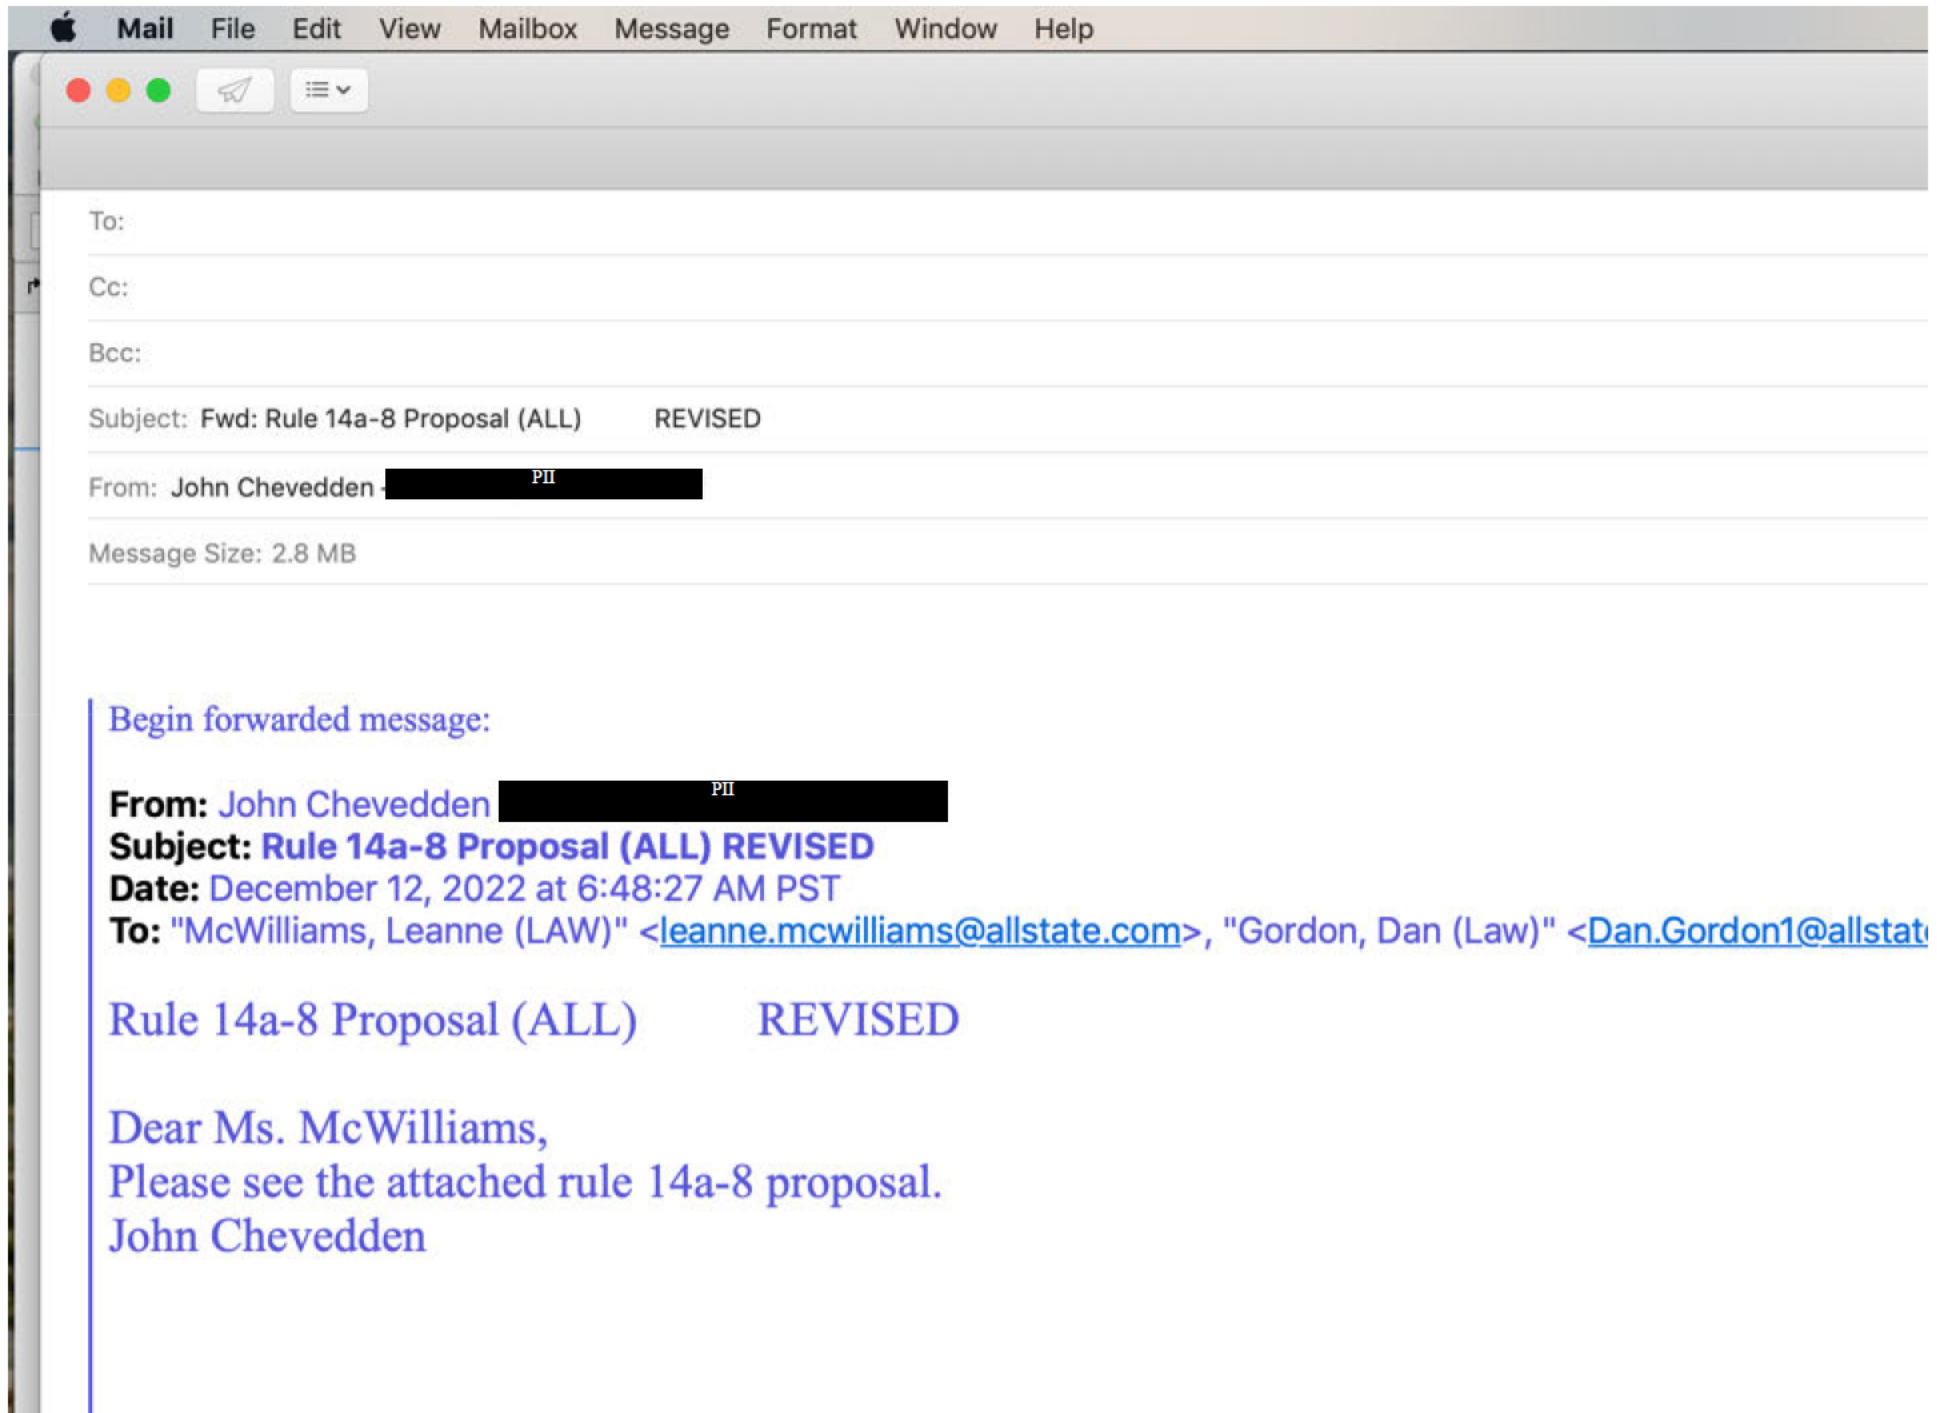 Mail File Edit View Mailbox Message Format Window Help
To:
Cc:
Bcc:
Subject: Fwd: Rule 14a-8 Proposal (ALL) REVISED
From: John Chevedden PII
Message Size: 2.8 MB
Begin forwarded message:
From: John Chevedden PII
Subject: Rule 14a-8 Proposal (ALL) REVISED
Date: December 12, 2022 at 6:48:27 AM PST
To: "McWilliams, Leanne (LAW)" <leanne.mcwilliams@allstate.com>, "Gordon, Dan (Law)" <Dan.Gordon1@allstat
Rule 14a-8 Proposal (ALL) REVISED
Dear Ms. McWilliams,
Please see the attached rule 14a-8 proposal.
John Chevedden